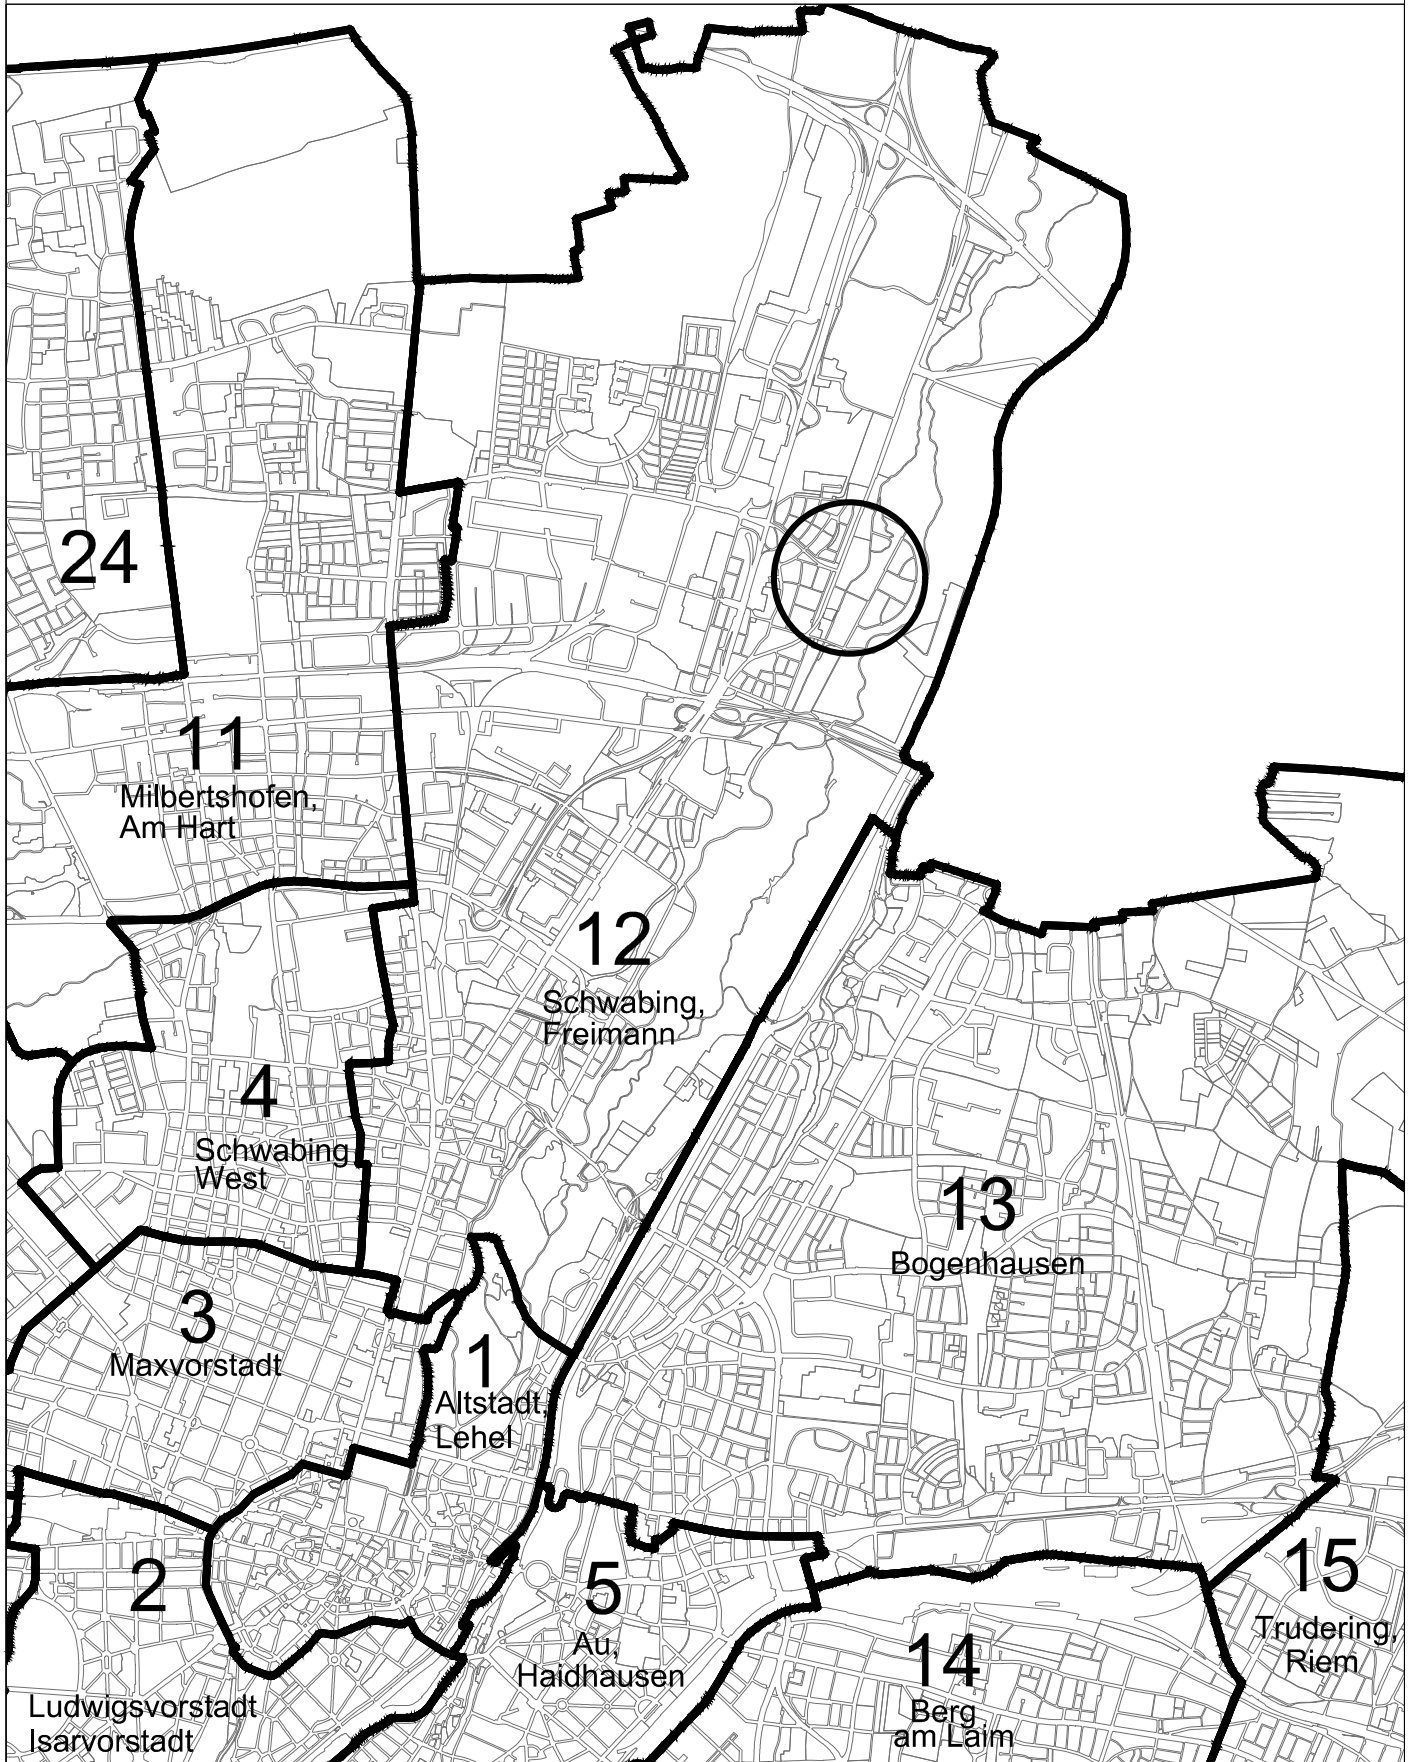 24
11
Milbertshofen,
Am Hart
12
Schwabing,
Freimann
4
Schwabing
West
13
Bogenhausen
3
Maxvorstadt
1
Altstadt,
Lehel
2
Ludwigsvorstadt
Isarvorstadt
5
Au,
Haidhausen
14
Berg
am Laim
15
Trudering,
Riem